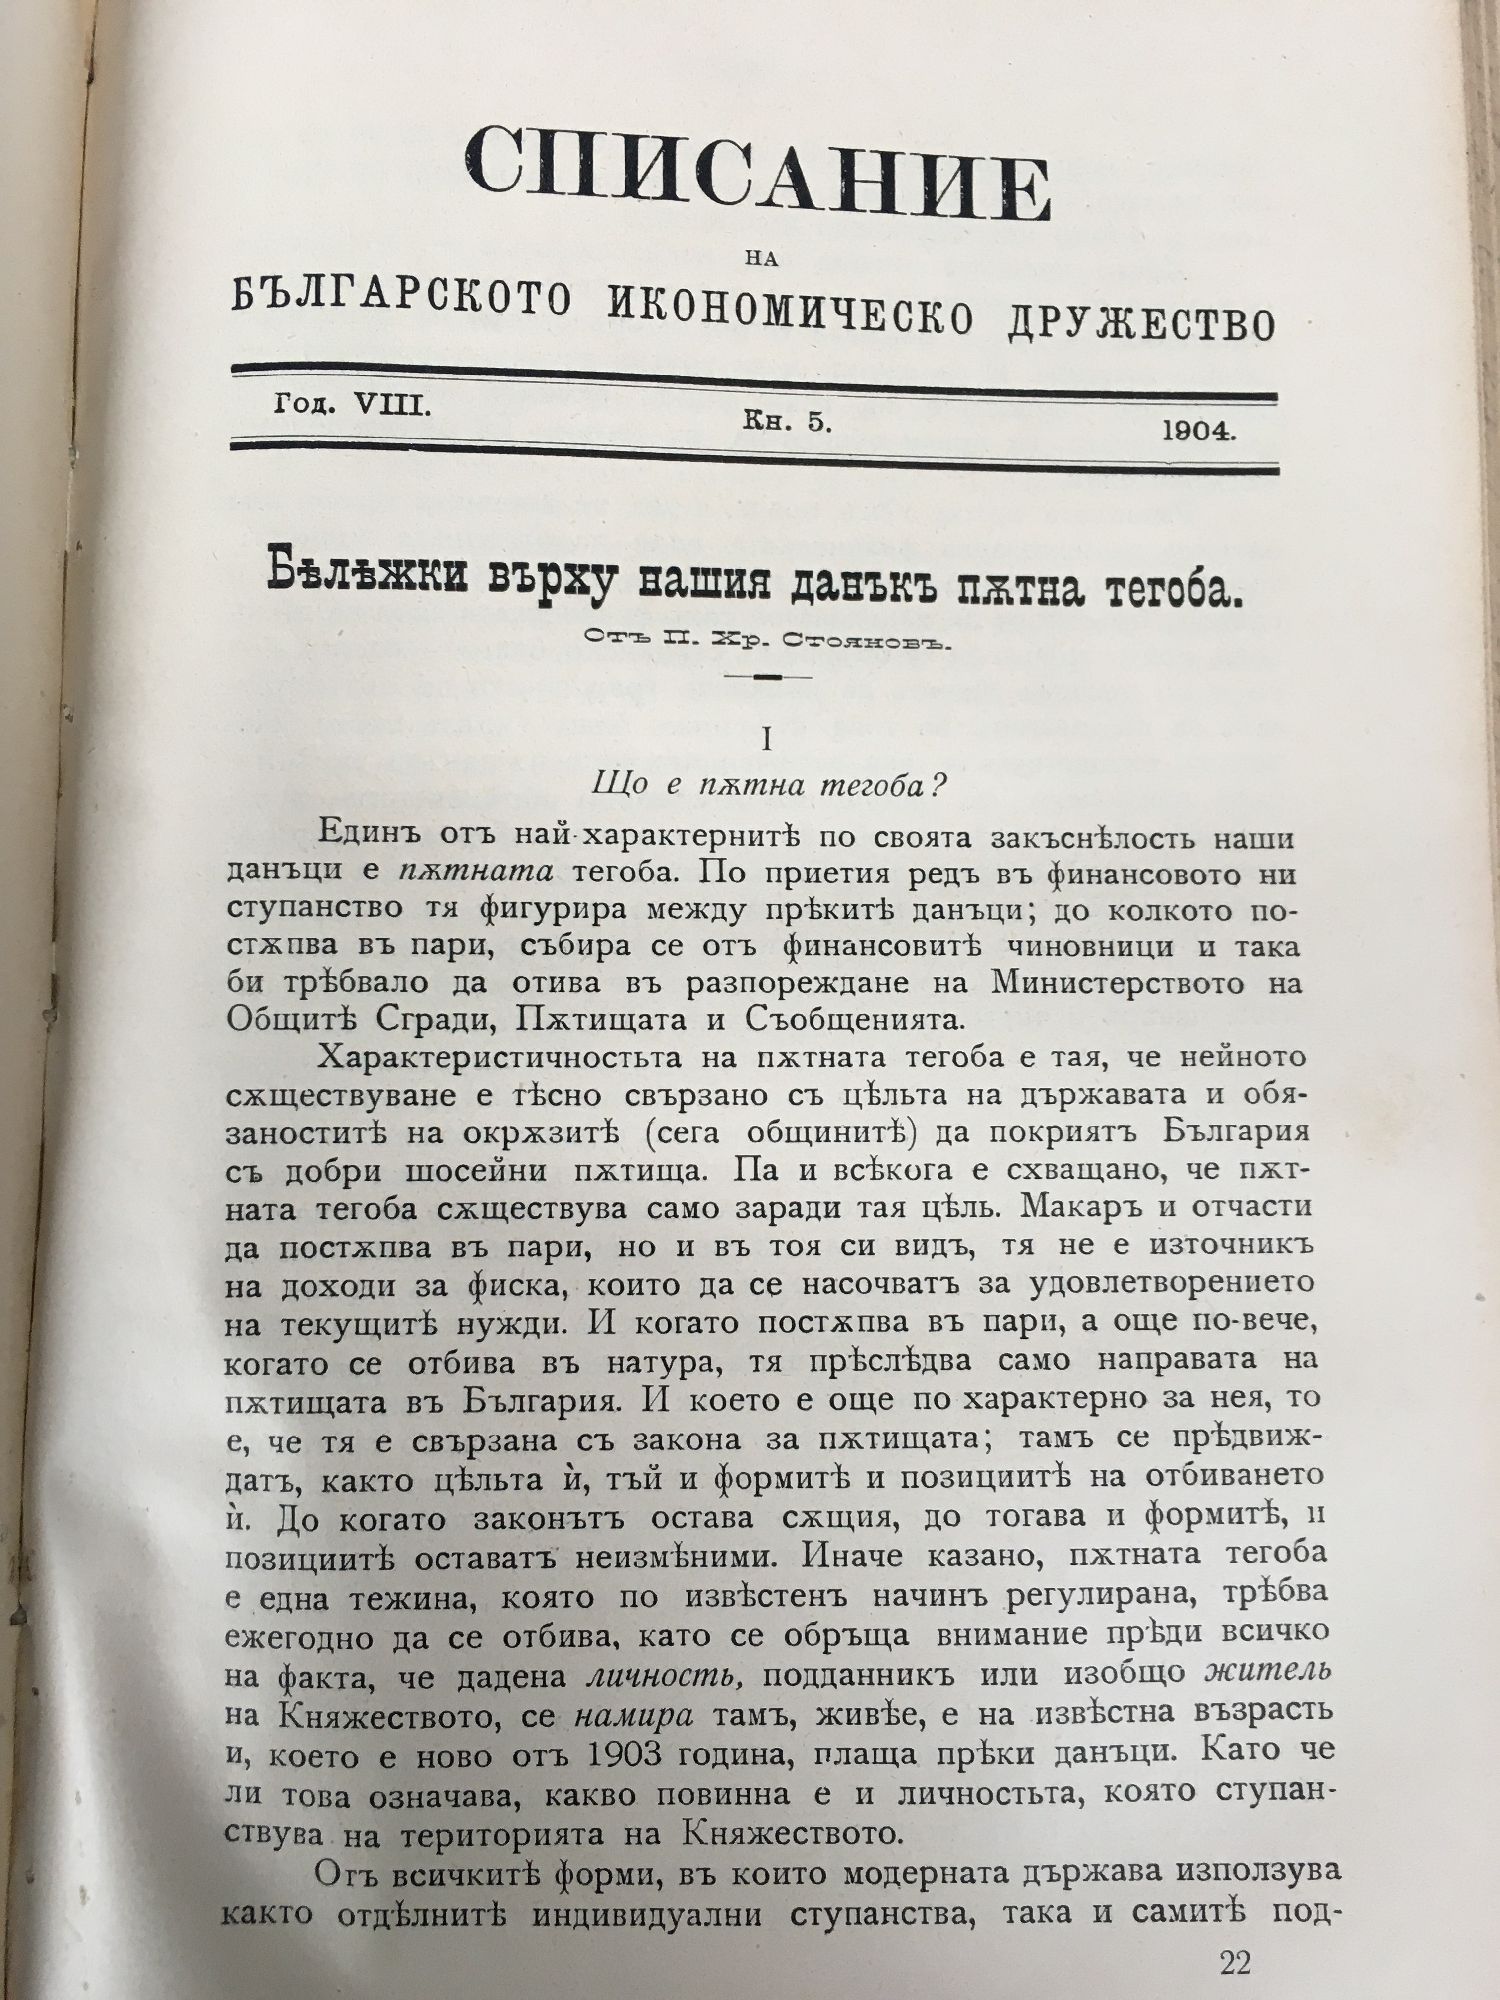 СПИСАНИЕ
НА
БЪЛГАРСКОТО ИКОНОМИЧЕСКО ДРУЖЕСТВО
Год. VIII. Кн. 5. 1904.
Бѣлѣжки върху нашия данъкъ пѫтна тегоба.
Отъ П. Хр. Стояновъ.
I
Що е пѫтна тегоба?
Единъ отъ най-характернитѣ по своята закъснѣлость наши
данъци е пѫтната тегоба. По приетия редъ въ финансовото ни
ступанство тя фигурира между прѣкитѣ данъци; до колкото по-
стѫпва въ пари, събира се отъ финансовитѣ чиновници и така
би трѣбвало да отива въ разпореждане на Министерството на
Общитѣ Сгради, Пѫтищата и Съобщенията.
Характеристичностьта на пѫтната тегоба е тая, че нейното
сѫществуване е тѣсно свързано съ цѣльта на държавата и обя-
заноститѣ на окрѫзитѣ (сега общинитѣ) да покриятъ България
съ добри шосейни пѫтища. Па и всѣкога е схващано, че пѫт-
ната тегоба сѫществува само заради тая цѣль. Макаръ и отчасти
да постѫпва въ пари, но и въ тоя си видъ, тя не е източникъ
на доходи за фиска, които да се насочватъ за удовлетворението
на текущитѣ нужди. И когато постѫпва въ пари, а още по-вече,
когато се отбива въ натура, тя прѣслѣдва само направата на
пѫтищата въ България. И което е още по характерно за нея, то
е, че тя е свързана съ закона за пѫтищата; тамъ се прѣдвиж-
датъ, както цѣльта ѝ, тъй и формитѣ и позициитѣ на отбиването
ѝ. До когато законътъ остава сѫщия, до тогава и формитѣ, и
позициитѣ оставатъ неизмѣними. Иначе казано, пѫтната тегоба
е една тежина, която по извѣстенъ начинъ регулирана, трѣбва
ежегодно да се отбива, като се обръща внимание прѣди всичко
на факта, че дадена личность, подданникъ или изобщо житель
на Княжеството, се намира тамъ, живѣе, е на извѣстна възрасть
и, което е ново отъ 1903 година, плаща прѣки данъци. Като че
ли това означава, какво повинна е и личностьта, която ступан-
ствува на територията на Княжеството.
Отъ всичкитѣ форми, въ които модерната държава използува
както отдѣлнитѣ индивидуални ступанства, така и самитѣ под-
22